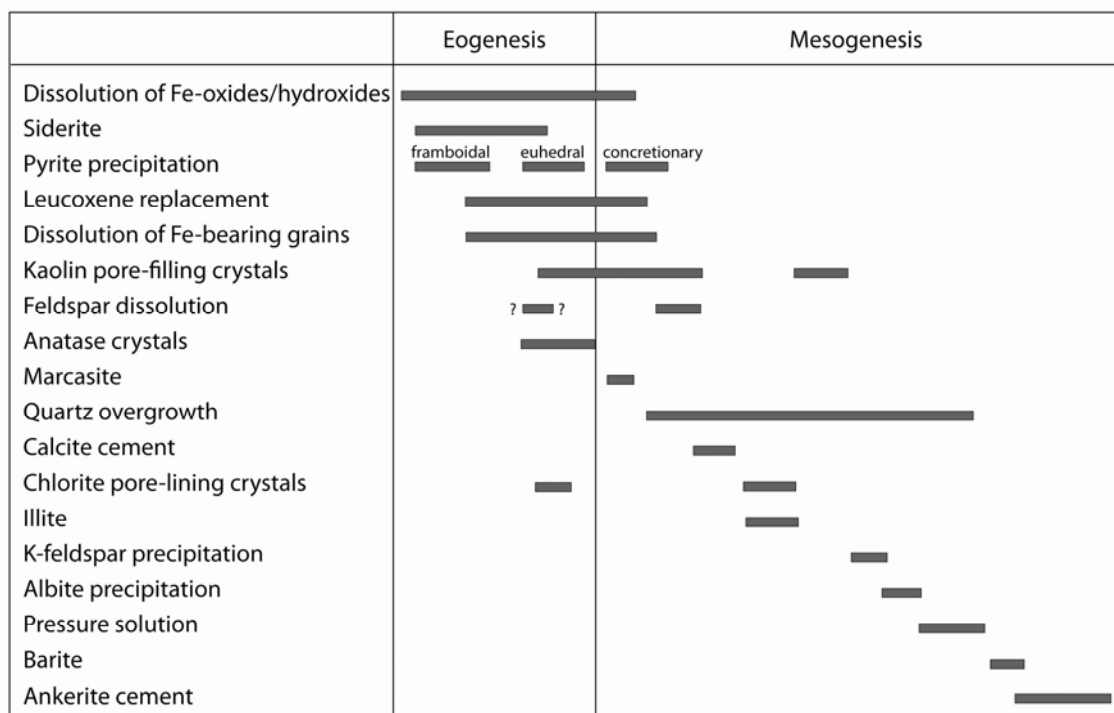 Eogenesis Mesogenesis
Dissolution of Fe-oxides/hydroxides
Siderite
Pyrite precipitation framboidal euhedral concretionary
Leucoxene replacement
Dissolution of Fe-bearing grains
Kaolin pore-filling crystals
Feldspar dissolution ? ?
Anatase crystals
Marcasite
Quartz overgrowth
Calcite cement
Chlorite pore-lining crystals
Illite
K-feldspar precipitation
Albite precipitation
Pressure solution
Barite
Ankerite cement